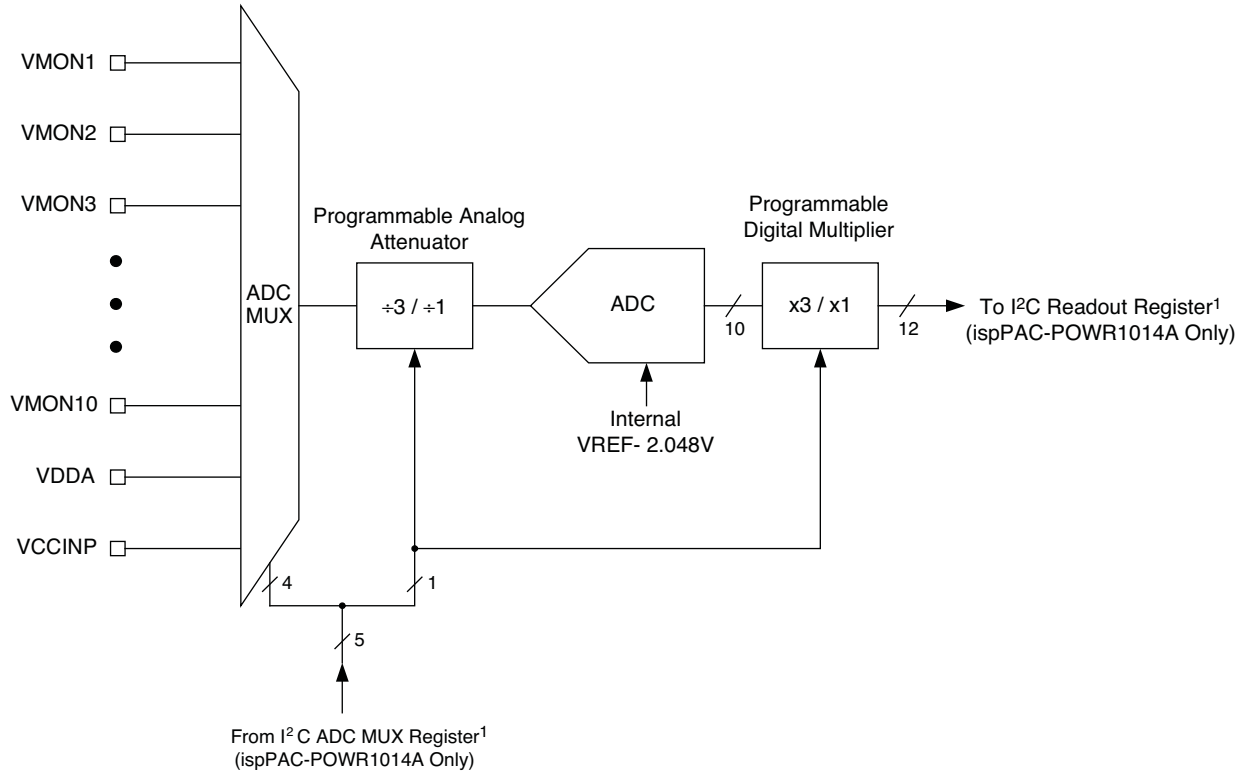 VMON1
VMON2
VMON3
VMON10
VDDA
VCCINP
ADC
MUX
Programmable Analog
Attenuator
÷3 / ÷1
ADC
Internal
VREF- 2.048V
10
Programmable
Digital Multiplier
x3 / x1
12
To I²C Readout Register¹
(ispPAC-POWR1014A Only)
4
1
5
From I² C ADC MUX Register¹
(ispPAC-POWR1014A Only)